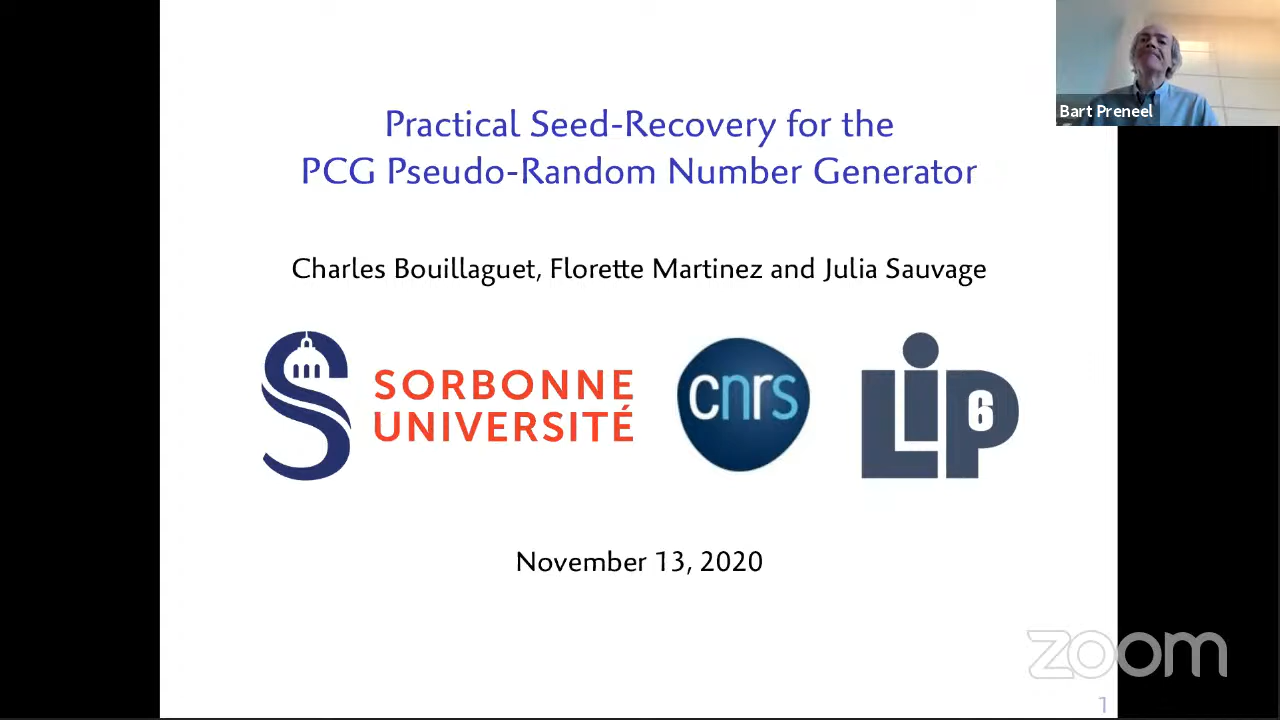 Practical Seed-Recovery for the
PCG Pseudo-Random Number Generator
Bart Preneel
Charles Bouillaguet, Florette Martinez and Julia Sauvage
SORBONNE
UNIVERSITÉ
cnrs
LiP6
November 13, 2020
zoom
1